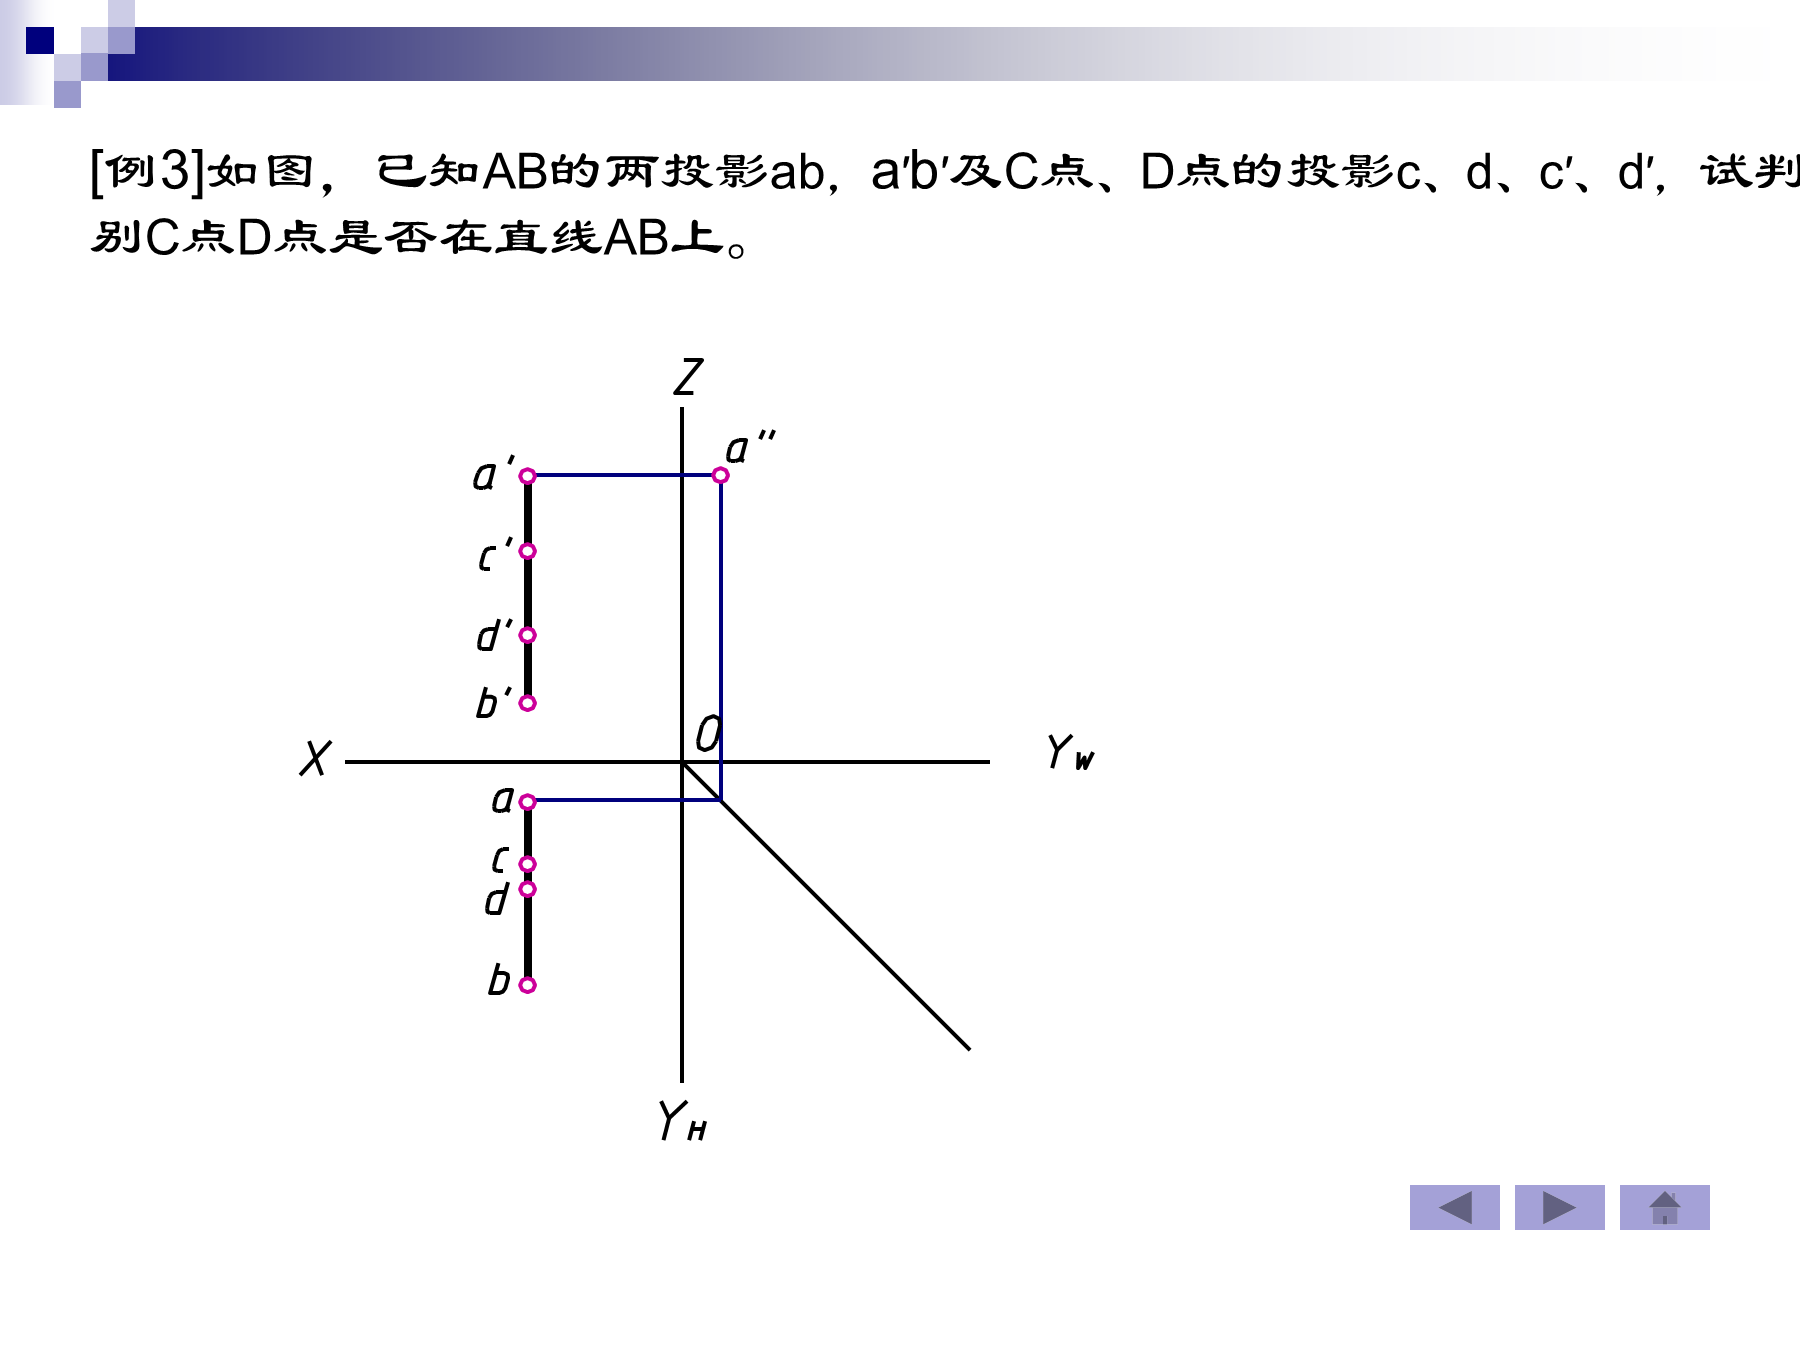 [例3]如图，已知AB的两投影ab，a′b′及C点、D点的投影c、d、c′、d′，试判
别C点D点是否在直线AB上。
Z
a″
a′
c′
d′
b′
O
X
Yw
a
c
d
b
YH